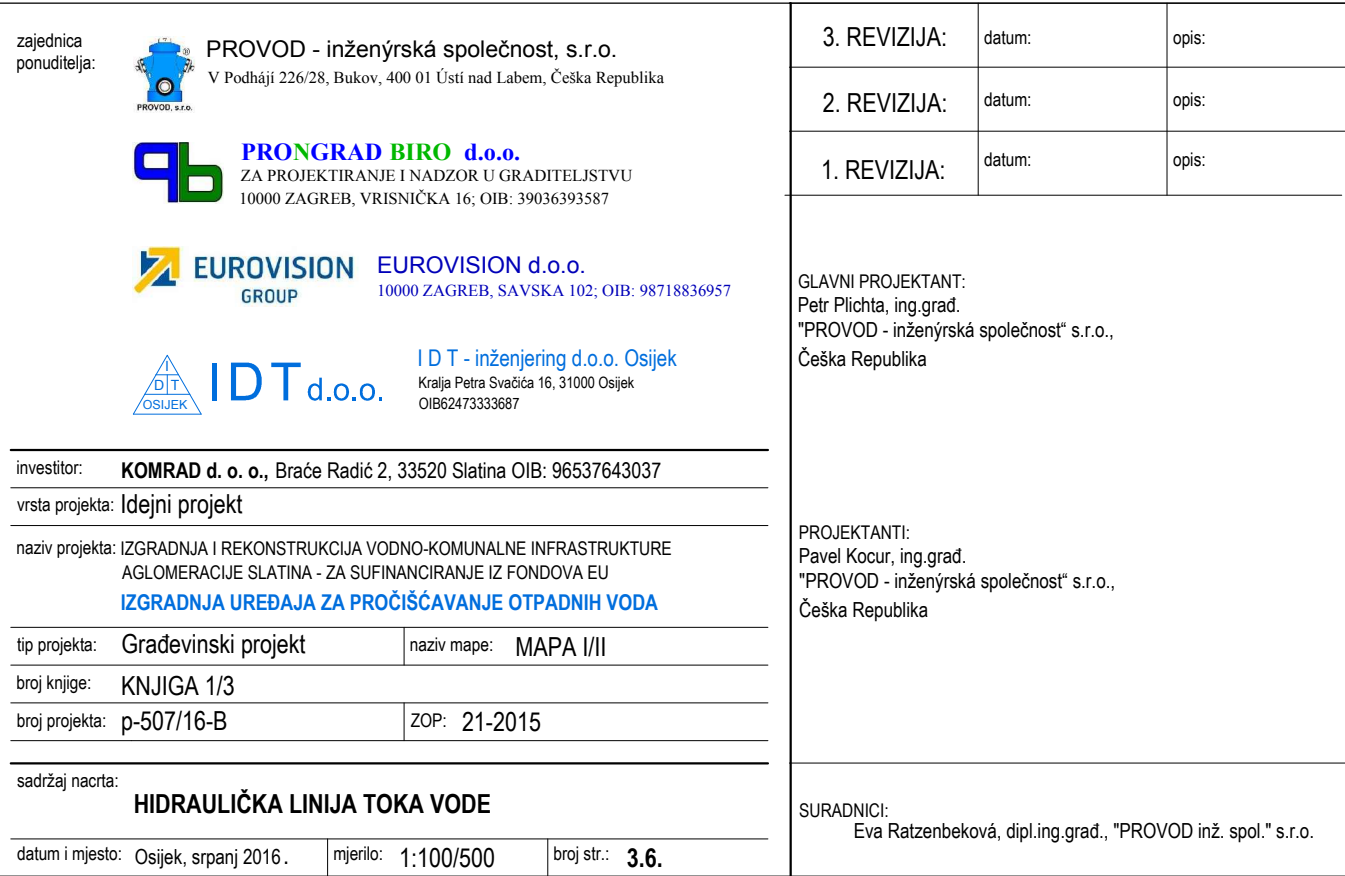 zajednica
ponuditelja:
PROVOD, s.r.o.
PROVOD - inženýrská společnost, s.r.o.
V Podhájí 226/28, Bukov, 400 01 Ústí nad Labem, Češka Republika
PRONGRAD BIRO d.o.o.
ZA PROJEKTIRANJE I NADZOR U GRADITELJSTVU
10000 ZAGREB, VRISNIČKA 16; OIB: 39036393587
EUROVISION
GROUP
EUROVISION d.o.o.
10000 ZAGREB, SAVSKA 102; OIB: 98718836957
I
D T
OSIJEK
IDT d.o.o.
I D T - inženjering d.o.o. Osijek
Kralja Petra Svačića 16, 31000 Osijek
OIB62473333687
investitor: KOMRAD d. o. o., Braće Radić 2, 33520 Slatina OIB: 96537643037
vrsta projekta: Idejni projekt
naziv projekta: IZGRADNJA I REKONSTRUKCIJA VODNO-KOMUNALNE INFRASTRUKTURE
AGLOMERACIJE SLATINA - ZA SUFINANCIRANJE IZ FONDOVA EU
IZGRADNJA UREĐAJA ZA PROČIŠĆAVANJE OTPADNIH VODA
tip projekta: Građevinski projekt naziv mape: MAPA I/II
broj knjige: KNJIGA 1/3
broj projekta: p-507/16-B ZOP: 21-2015
sadržaj nacrta:
HIDRAULIČKA LINIJA TOKA VODE
datum i mjesto: Osijek, srpanj 2016. mjerilo: 1:100/500 broj str.: 3.6.
3. REVIZIJA: datum: opis:
2. REVIZIJA: datum: opis:
1. REVIZIJA: datum: opis:
GLAVNI PROJEKTANT:
Petr Plichta, ing.građ.
"PROVOD - inženýrská společnost“ s.r.o.,
Češka Republika
PROJEKTANTI:
Pavel Kocur, ing.građ.
"PROVOD - inženýrská společnost“ s.r.o.,
Češka Republika
SURADNICI:
Eva Ratzenbeková, dipl.ing.građ., "PROVOD inž. spol." s.r.o.